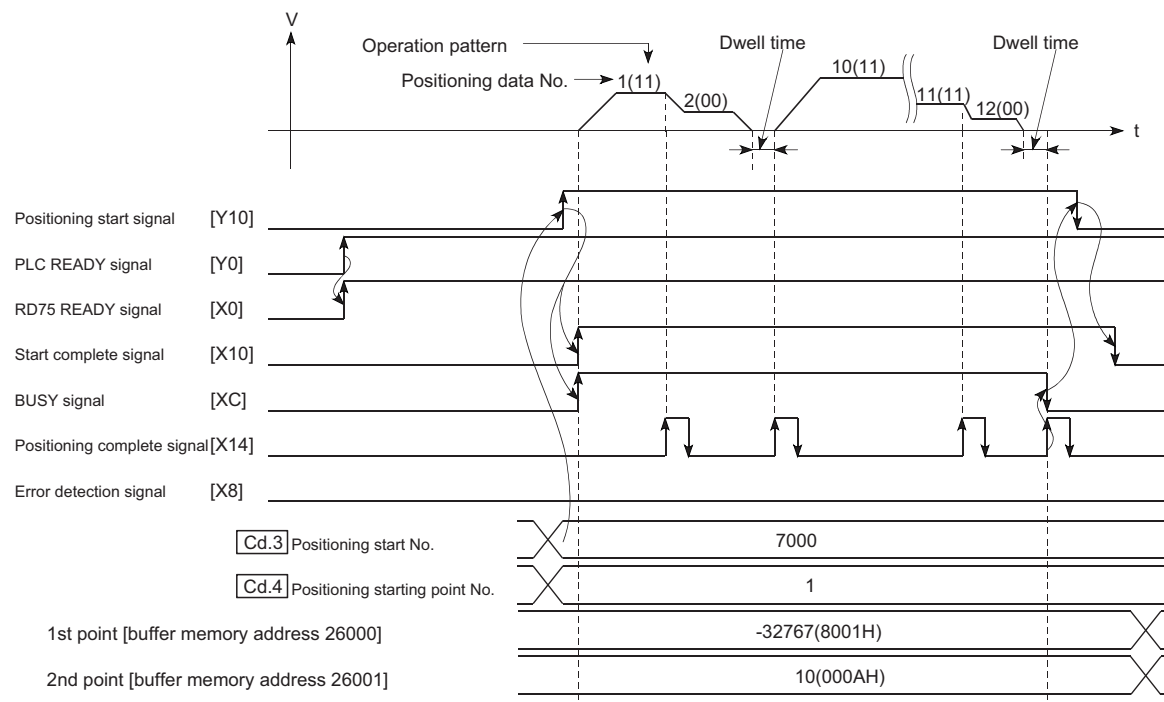 V
Operation pattern
Dwell time
Dwell time
Positioning data No.
1(11)
2(00)
10(11)
11(11)
12(00)
t
Positioning start signal [Y10]
PLC READY signal [Y0]
RD75 READY signal [X0]
Start complete signal [X10]
BUSY signal [XC]
Positioning complete signal [X14]
Error detection signal [X8]
Cd.3 Positioning start No. 7000
Cd.4 Positioning starting point No. 1
1st point [buffer memory address 26000] -32767(8001H)
2nd point [buffer memory address 26001] 10(000AH)